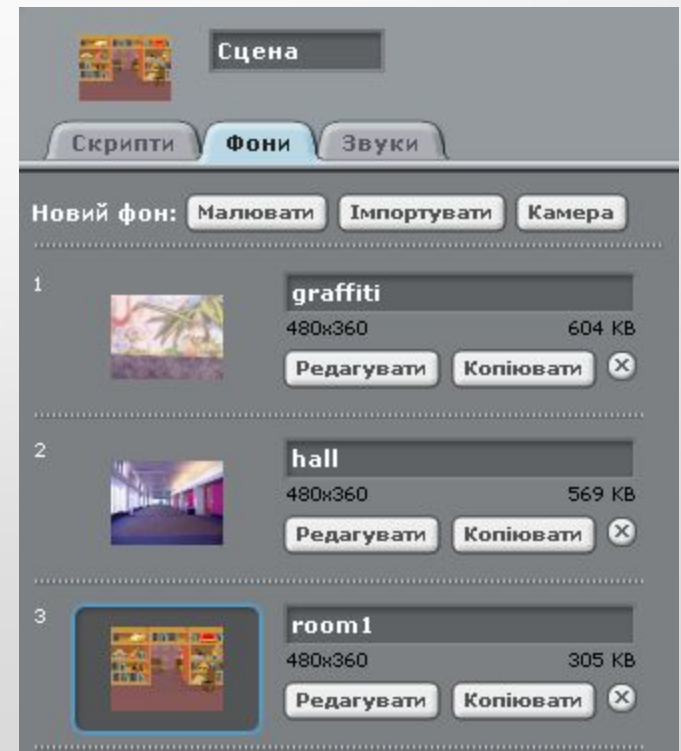 Сцена
Скрипти Фони Звуки
Новий фон: Малювати Імпортувати Камера
1
graffiti
480x360 604 KB
Редагувати Копіювати
2
hall
480x360 569 KB
Редагувати Копіювати
3
room1
480x360 305 KB
Редагувати Копіювати